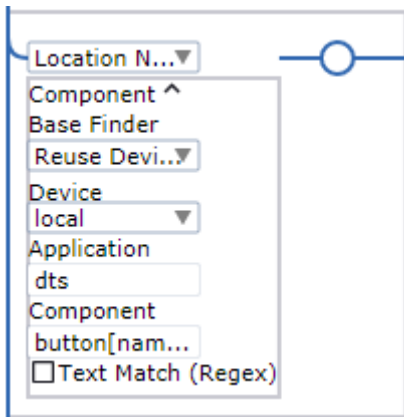 Location N...
Component
Base Finder
Reuse Devi...
Device
local
Application
dts
Component
button[nam...
Text Match (Regex)